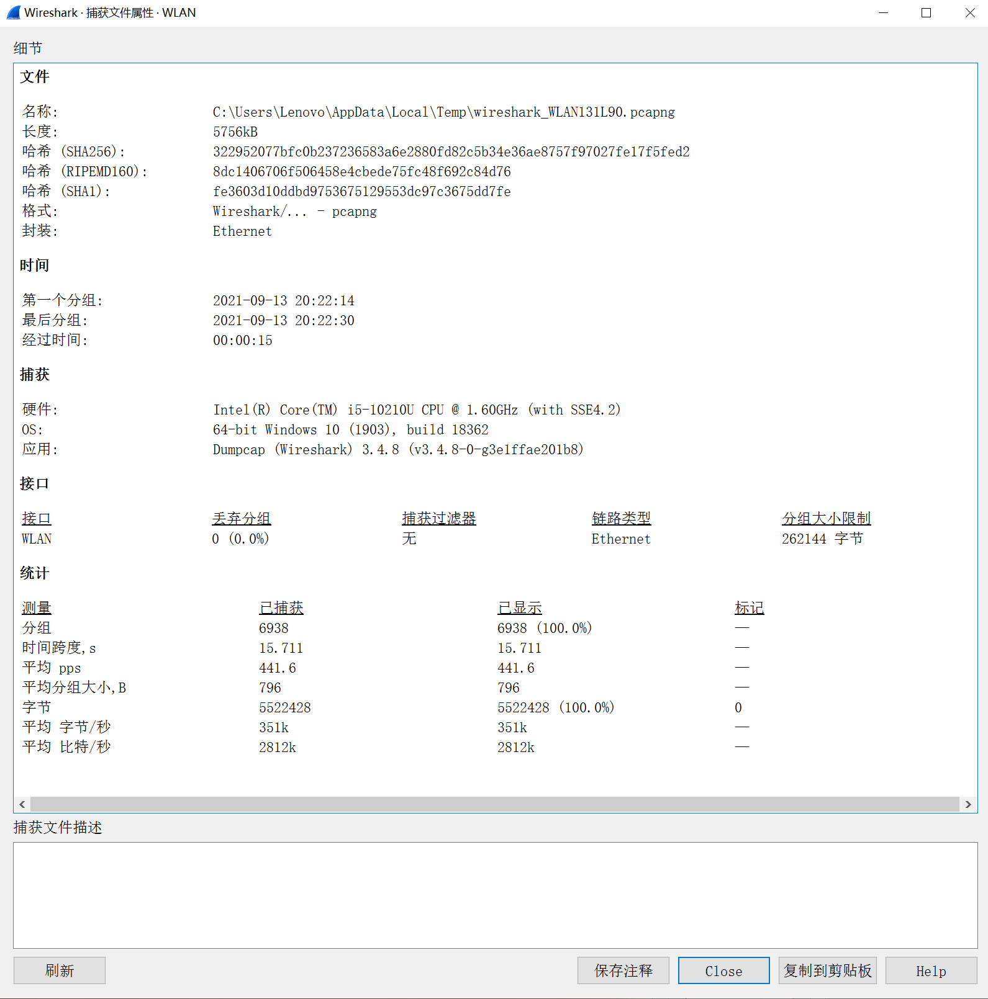 Wireshark · 捕获文件属性 · WLAN
细节
文件
名称: C:\Users\Lenovo\AppData\Local\Temp\wireshark_WLAN131L90.pcapng
长度: 5756kB
哈希 (SHA256): 322952077bfc0b237236583a6e2880fd82c5b34e36ae8757f97027fe17f5fed2
哈希 (RIPEMD160): 8dc1406706f506458e4cbede75fc48f692c84d76
哈希 (SHA1): fe3603d10ddbd9753675129553dc97c3675dd7fe
格式: Wireshark/... - pcapng
封装: Ethernet
时间
第一个分组: 2021-09-13 20:22:14
最后分组: 2021-09-13 20:22:30
经过时间: 00:00:15
捕获
硬件: Intel(R) Core(TM) i5-10210U CPU @ 1.60GHz (with SSE4.2)
OS: 64-bit Windows 10 (1903), build 18362
应用: Dumpcap (Wireshark) 3.4.8 (v3.4.8-0-g3e1ffae201b8)
接口
接口 丢弃分组 捕获过滤器 链路类型 分组大小限制
WLAN 0 (0.0%) 无 Ethernet 262144 字节
统计
测量 已捕获 已显示 标记
分组 6938 6938 (100.0%) —
时间跨度,s 15.711 15.711 —
平均 pps 441.6 441.6 —
平均分组大小,B 796 796 —
字节 5522428 5522428 (100.0%) 0
平均 字节/秒 351k 351k —
平均 比特/秒 2812k 2812k —
捕获文件描述
刷新 保存注释 Close 复制到剪贴板 Help